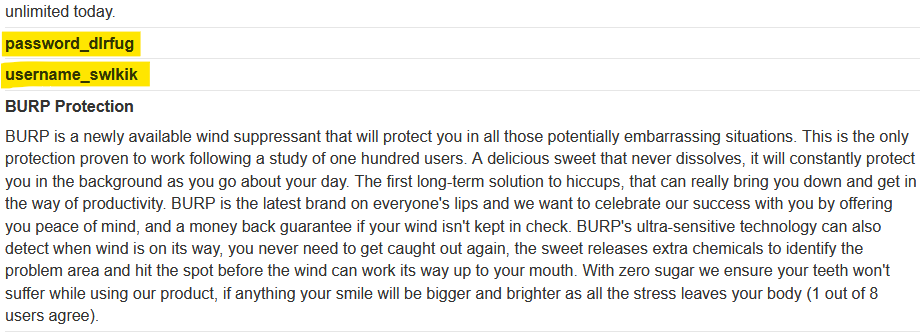 unlimited today.
password_dlrfug
username_swlkik
BURP Protection
BURP is a newly available wind suppressant that will protect you in all those potentially embarrassing situations. This is the only
protection proven to work following a study of one hundred users. A delicious sweet that never dissolves, it will constantly protect
you in the background as you go about your day. The first long-term solution to hiccups, that can really bring you down and get in
the way of productivity. BURP is the latest brand on everyone's lips and we want to celebrate our success with you by offering
you peace of mind, and a money back guarantee if your wind isn't kept in check. BURP's ultra-sensitive technology can also
detect when wind is on its way, you never need to get caught out again, the sweet releases extra chemicals to identify the
problem area and hit the spot before the wind can work its way up to your mouth. With zero sugar we ensure your teeth won't
suffer while using our product, if anything your smile will be bigger and brighter as all the stress leaves your body (1 out of 8
users agree).